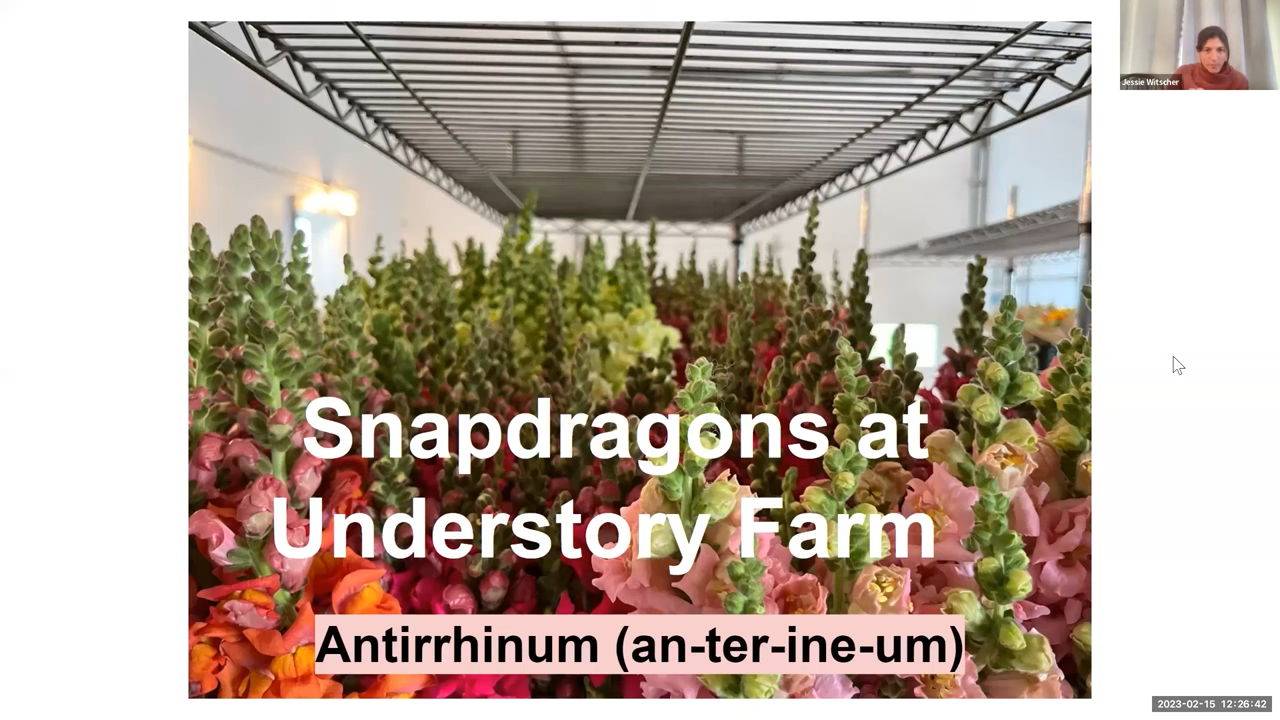 Jessie Witscher
Snapdragons at
Understory Farm
Antirrhinum (an-ter-ine-um)
2023-02-15 12:26:42